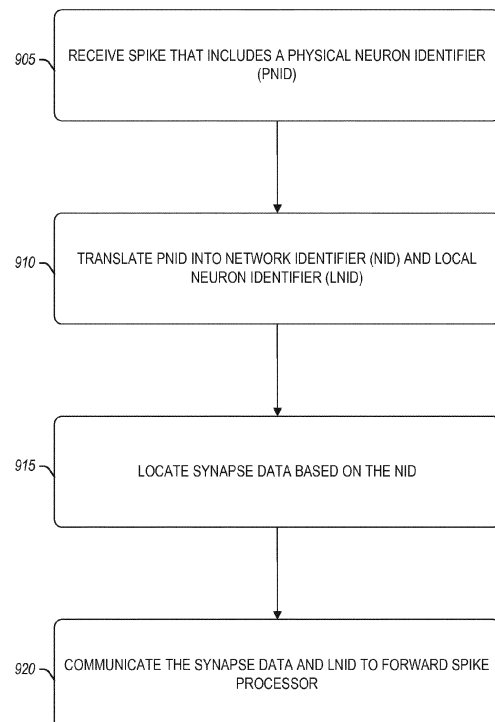 905
RECEIVE SPIKE THAT INCLUDES A PHYSICAL NEURON IDENTIFIER
(PNID)
910
TRANSLATE PNID INTO NETWORK IDENTIFIER (NID) AND LOCAL
NEURON IDENTIFIER (LNID)
915
LOCATE SYNAPSE DATA BASED ON THE NID
920
COMMUNICATE THE SYNAPSE DATA AND LNID TO FORWARD SPIKE
PROCESSOR